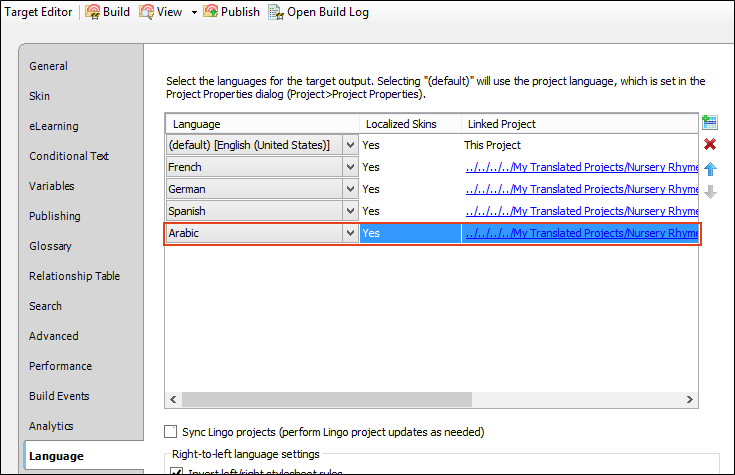 Target Editor Build View Publish Open Build Log
General
Skin
eLearning
Conditional Text
Variables
Publishing
Glossary
Relationship Table
Search
Advanced
Performance
Build Events
Analytics
Language
Select the languages for the target output. Selecting "(default)" will use the project language, which is set in the
Project Properties dialog (Project>Project Properties).
Language Localized Skins Linked Project
(default) [English (United States)] Yes This Project
French Yes ../../../../My Translated Projects/Nursery Rhyme
German Yes ../../../../My Translated Projects/Nursery Rhyme
Spanish Yes ../../../../My Translated Projects/Nursery Rhyme
Arabic Yes ../../../../My Translated Projects/Nursery Rhyme
Sync Lingo projects (perform Lingo project updates as needed)
Right-to-left language settings
Invert left/right stylesheet rules